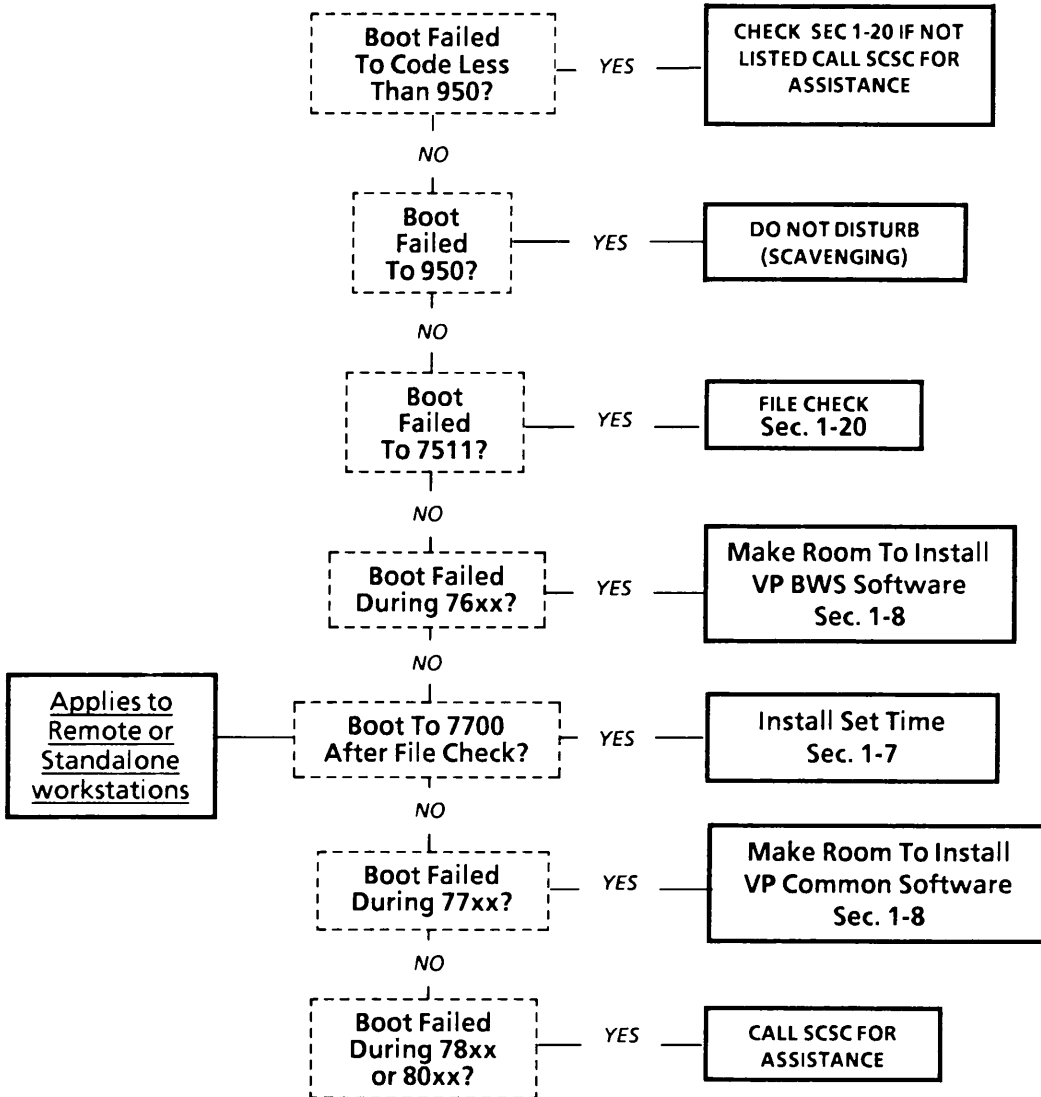 Boot Failed
To Code Less
Than 950?
YES
CHECK SEC 1-20 IF NOT
LISTED CALL SCSC FOR
ASSISTANCE
NO
Boot
Failed
To 950?
YES
DO NOT DISTURB
(SCAVENGING)
NO
Boot
Failed
To 7511?
YES
FILE CHECK
Sec. 1-20
NO
Boot Failed
During 76xx?
YES
Make Room To Install
VP BWS Software
Sec. 1-8
NO
Applies to
Remote or
Standalone
workstations
Boot To 7700
After File Check?
YES
Install Set Time
Sec. 1-7
NO
Boot Failed
During 77xx?
YES
Make Room To Install
VP Common Software
Sec. 1-8
NO
Boot Failed
During 78xx
or 80xx?
YES
CALL SCSC FOR
ASSISTANCE